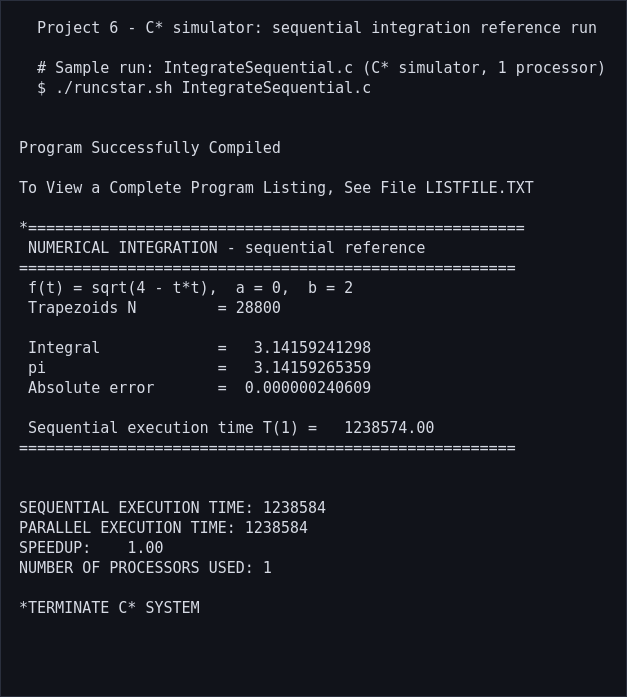 Project 6 - C* simulator: sequential integration reference run
# Sample run: IntegrateSequential.c (C* simulator, 1 processor)
$ ./runcstar.sh IntegrateSequential.c
Program Successfully Compiled
To View a Complete Program Listing, See File LISTFILE.TXT
*=======================================================
NUMERICAL INTEGRATION - sequential reference
=======================================================
f(t) = sqrt(4 - t*t),  a = 0,  b = 2
Trapezoids N         = 28800
Integral             =   3.14159241298
pi                   =   3.14159265359
Absolute error       =  0.000000240609
Sequential execution time T(1) =   1238574.00
=======================================================
SEQUENTIAL EXECUTION TIME: 1238584
PARALLEL EXECUTION TIME: 1238584
SPEEDUP:    1.00
NUMBER OF PROCESSORS USED: 1
*TERMINATE C* SYSTEM